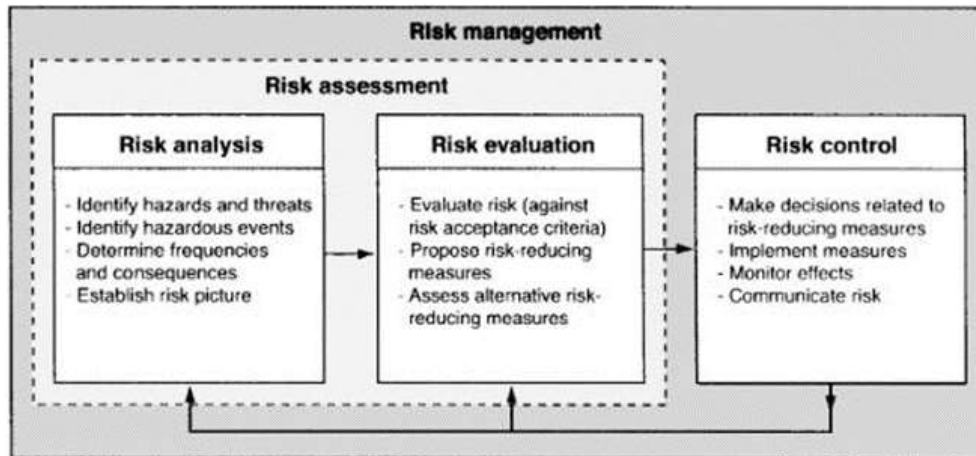 Risk management
Risk assessment
Risk analysis
- Identify hazards and threats
- Identify hazardous events
- Determine frequencies
and consequences
- Establish risk picture
Risk evaluation
- Evaluate risk (against
risk acceptance criteria)
- Propose risk-reducing
measures
- Assess alternative risk-
reducing measures
Risk control
- Make decisions related to
risk-reducing measures
- Implement measures
- Monitor effects
- Communicate risk